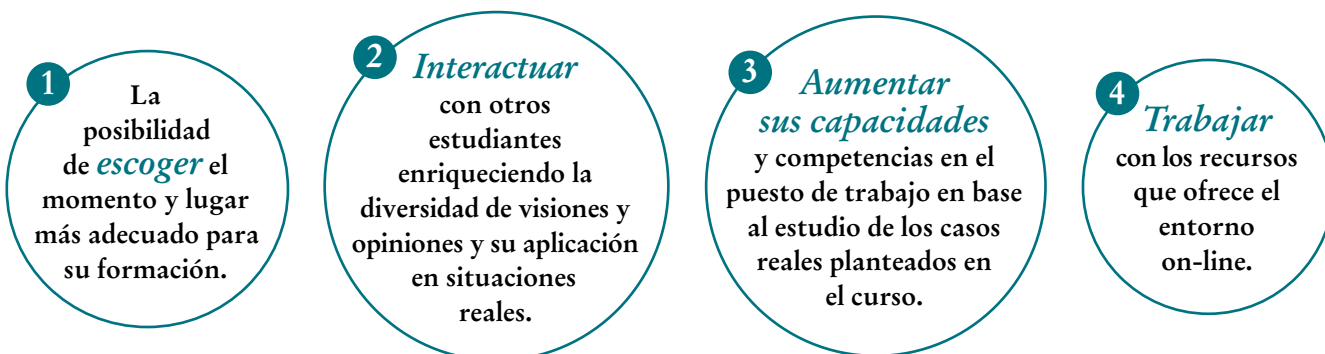 1
La
posibilidad
de escoger el
momento y lugar
más adecuado para
su formación.
2
Interactuar
con otros
estudiantes
enriqueciendo la
diversidad de visiones y
opiniones y su aplicación
en situaciones
reales.
3
Aumentar
sus capacidades
y competencias en el
puesto de trabajo en base
al estudio de los casos
reales planteados en
el curso.
4
Trabajar
con los recursos
que ofrece el
entorno
on-line.